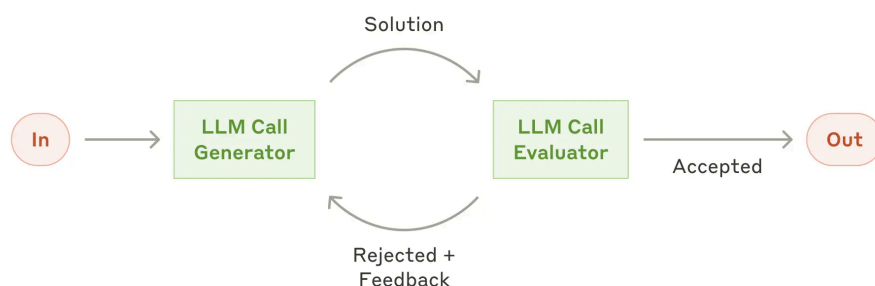 Solution
In
LLM Call
Generator
LLM Call
Evaluator
Out
Accepted
Rejected +
Feedback